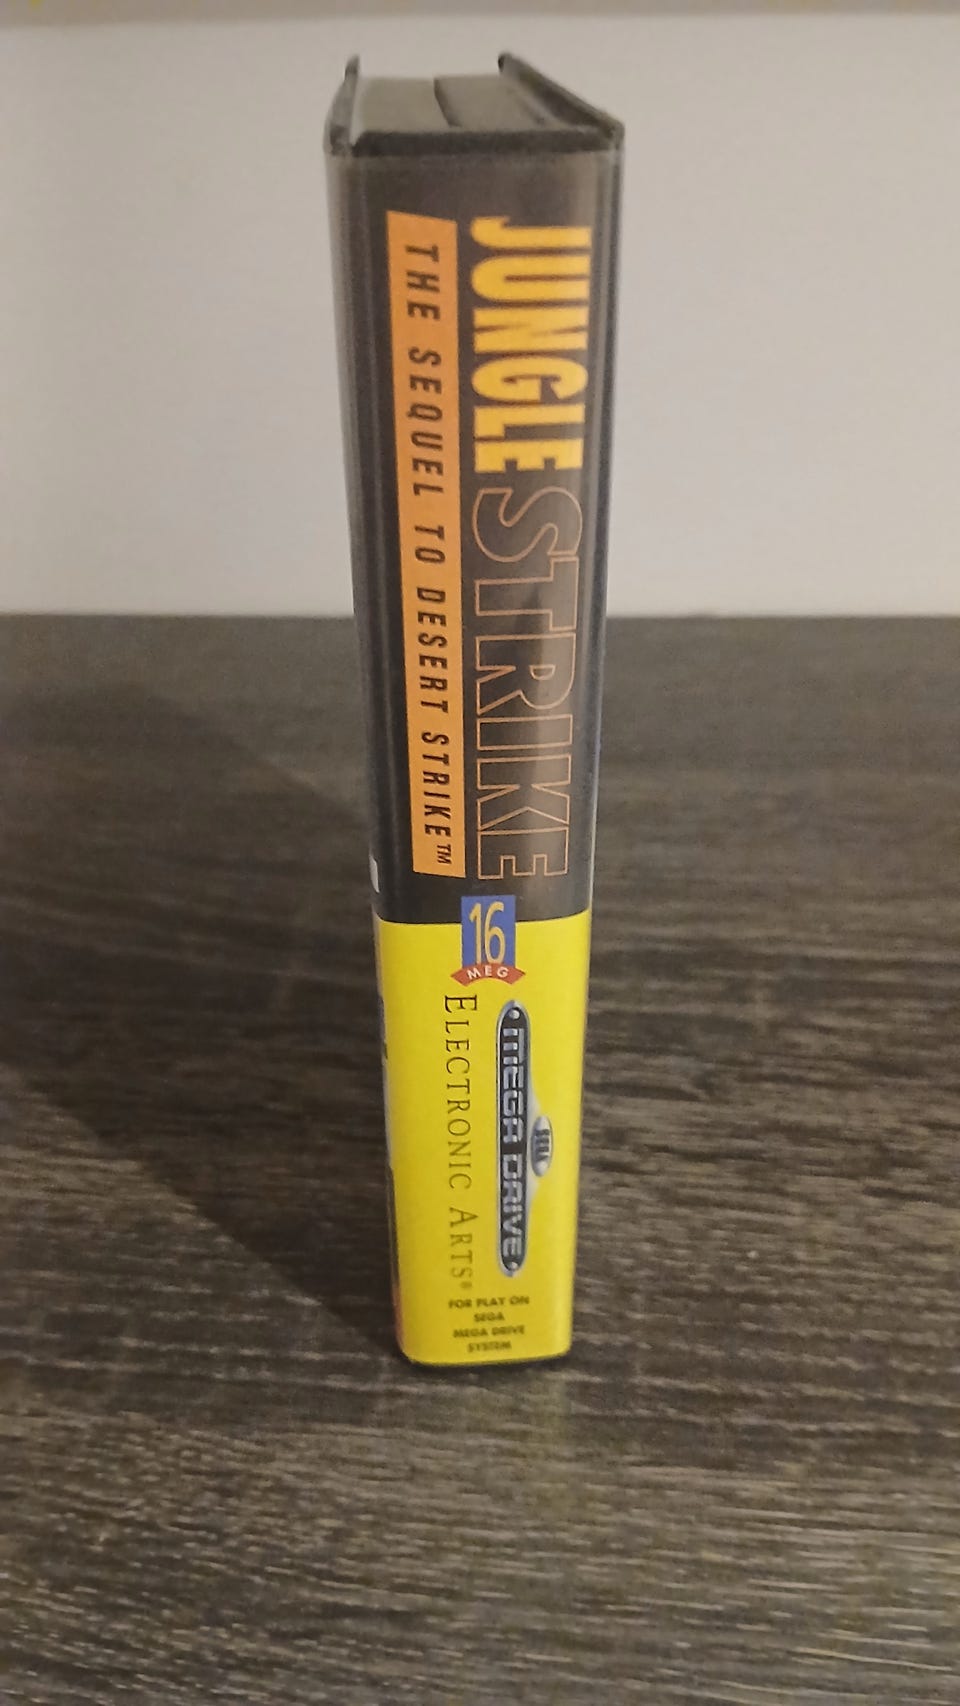 JUNGLE STRIKE
THE SEQUEL TO DESERT STRIKE™
16
MEG
SEGA
MEGA DRIVE
ELECTRONIC ARTS®
FOR PLAY ON
SEGA
MEGA DRIVE
SYSTEM